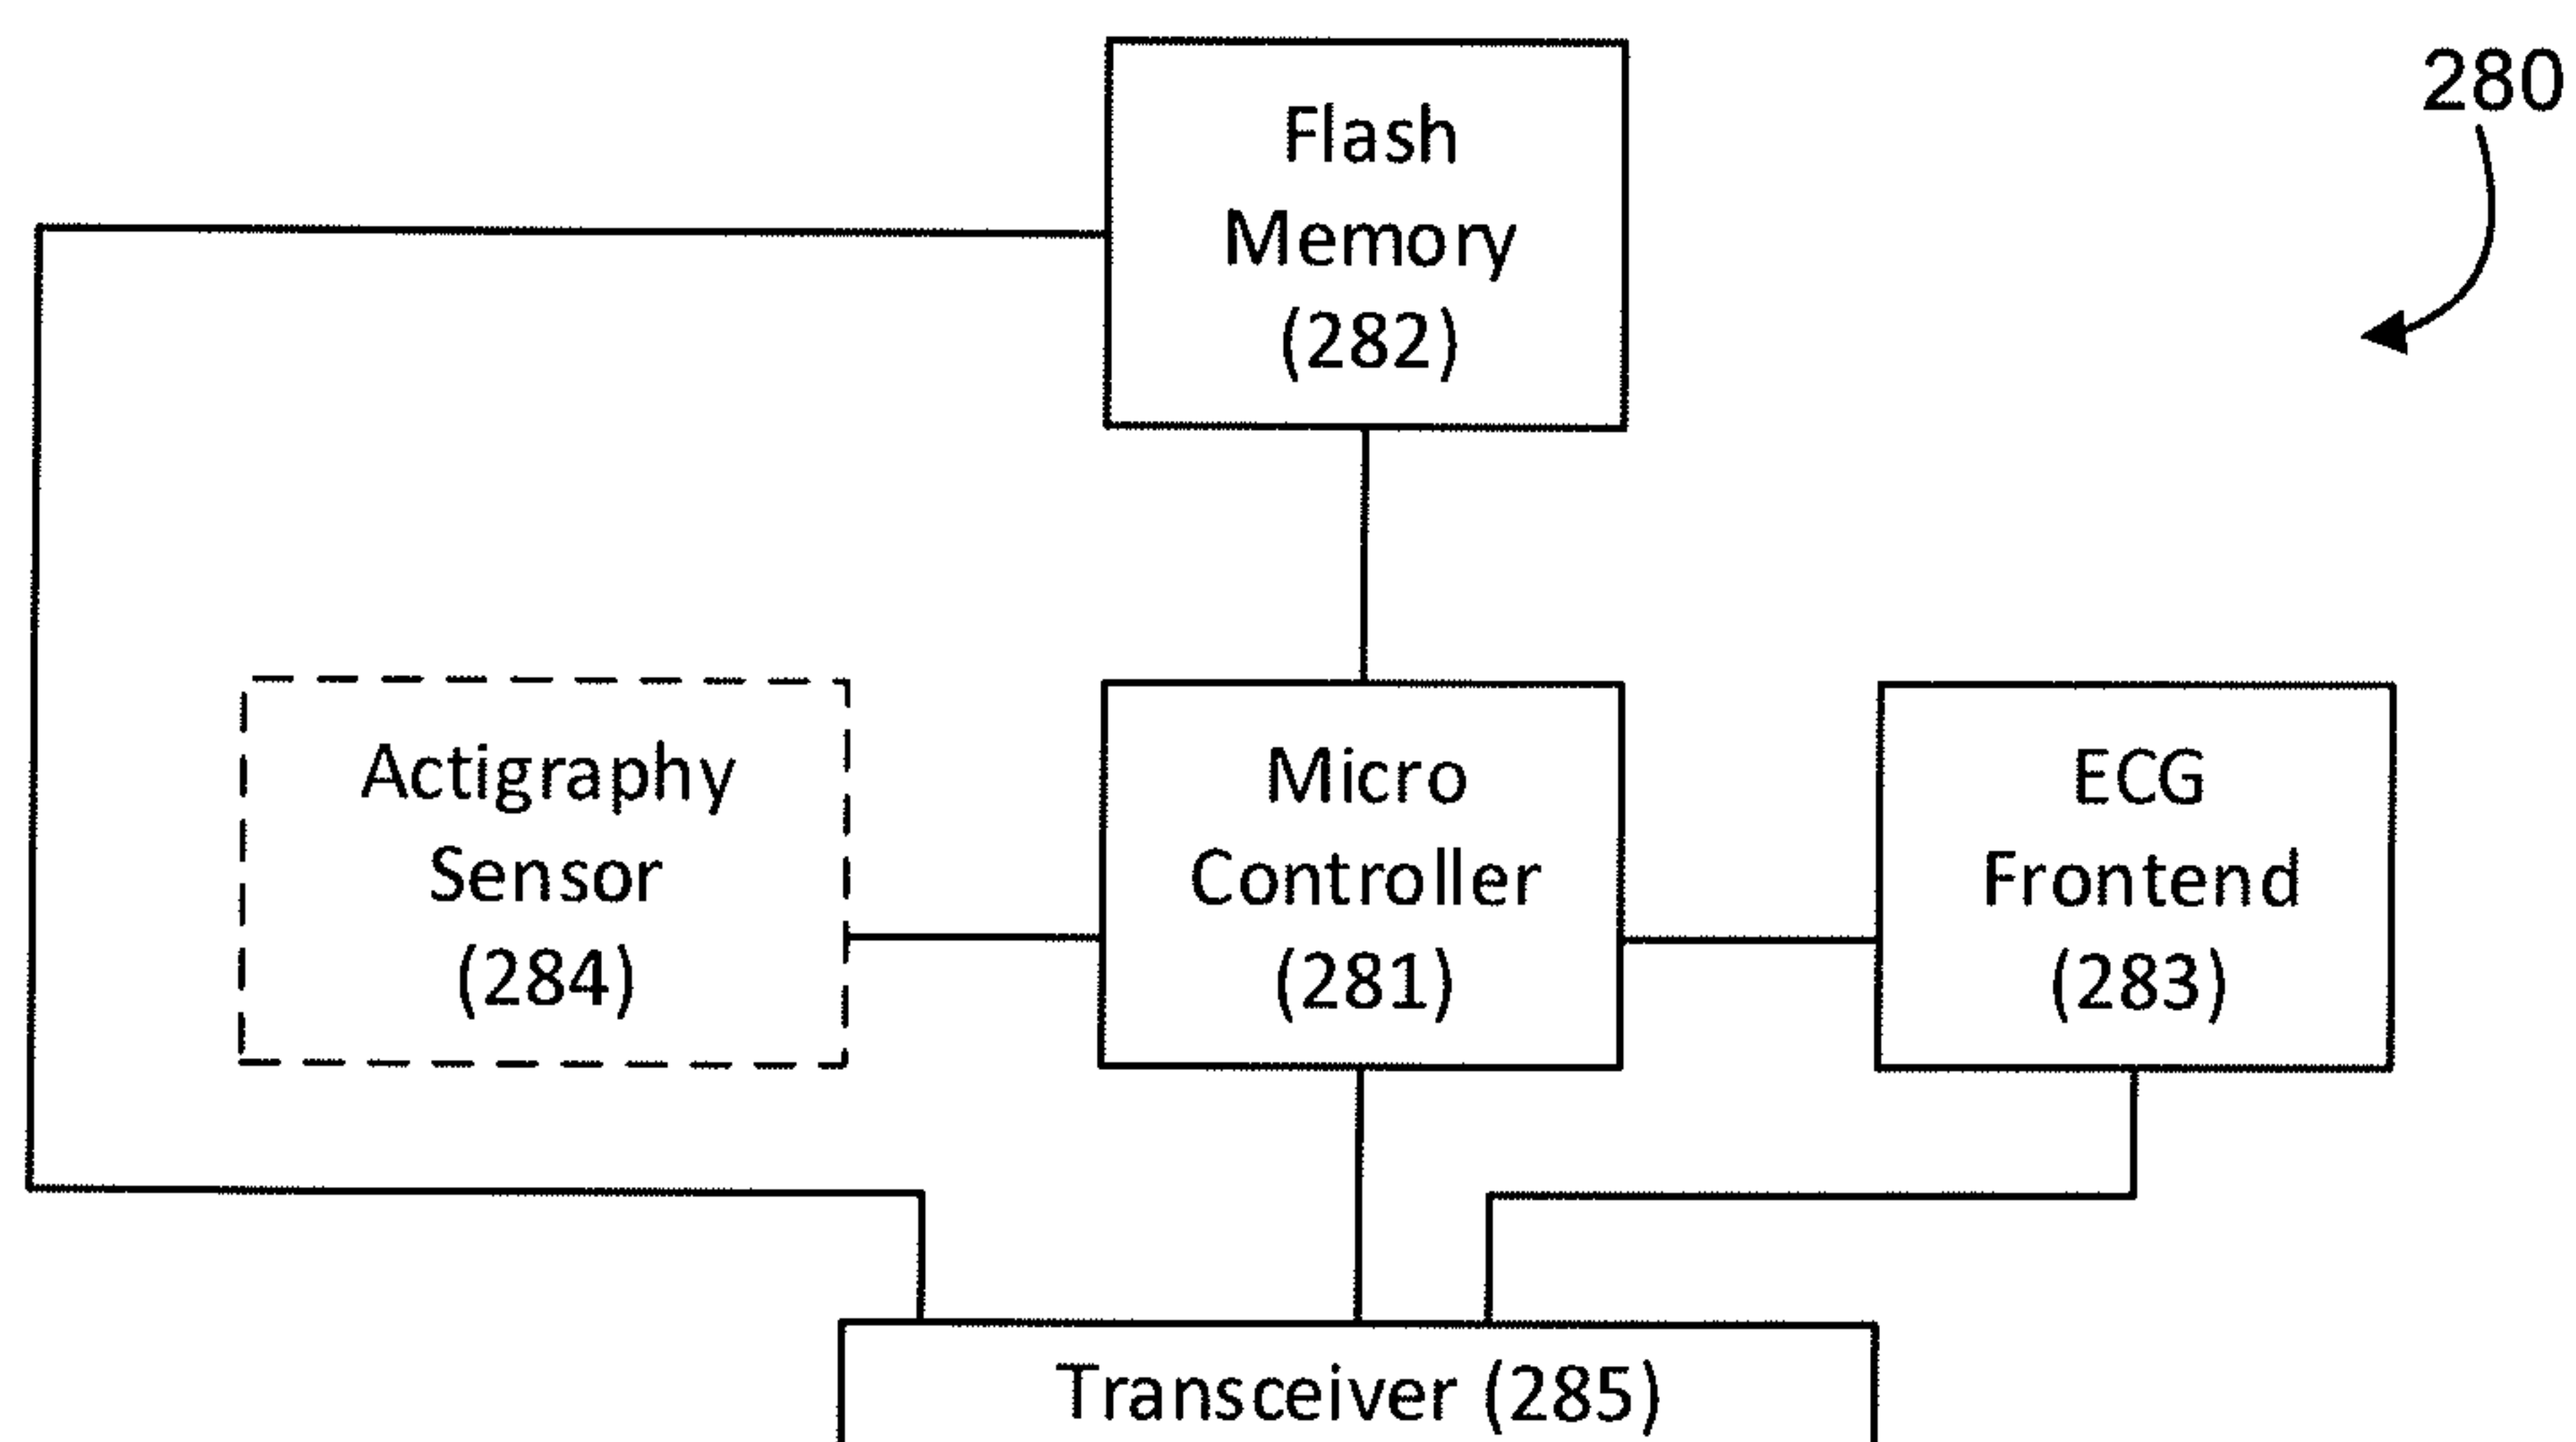 280
Flash
Memory
(282)
Actigraphy
Sensor
(284)
Micro
Controller
(281)
ECG
Frontend
(283)
Transceiver (285)